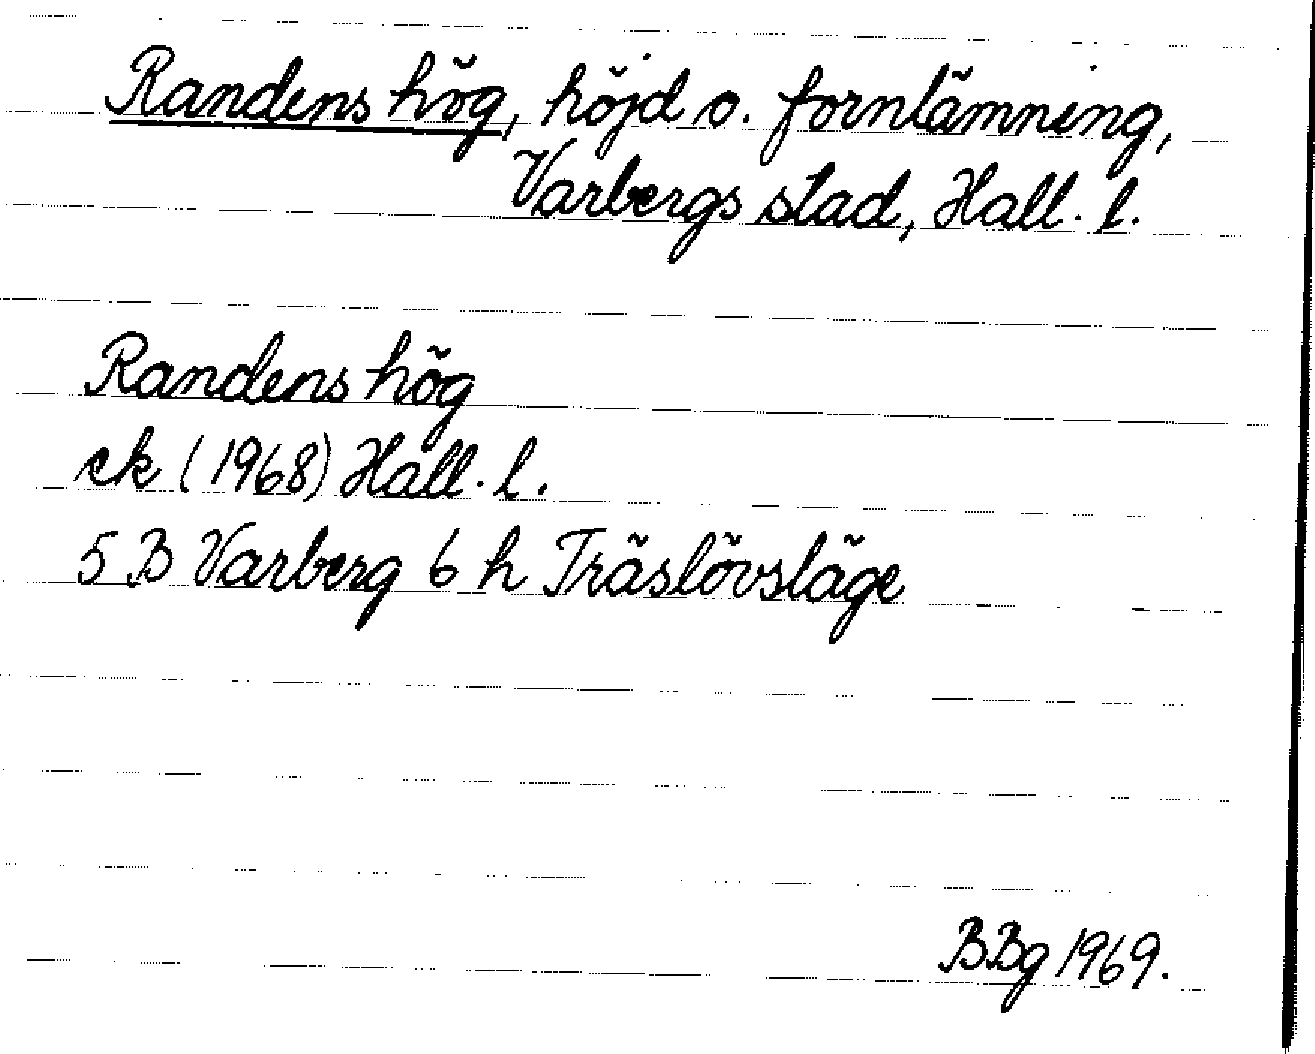 Randens hög, höjd o. fornlämning,
Varbergs stad, Hall. l.
Randens hög
ek (1968) Hall. l.
5 B Varberg 6 h Träslövsläge
BBg 1969.